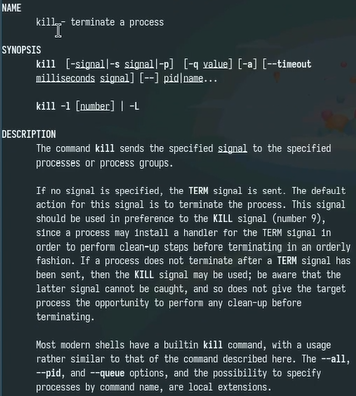 NAME
kill - terminate a process
SYNOPSIS
kill [-signal|-s signal|-p] [-q value] [-a] [--timeout
milliseconds signal] [--] pid|name...
kill -l [number] | -L
DESCRIPTION
The command kill sends the specified signal to the specified
processes or process groups.
If no signal is specified, the TERM signal is sent. The default
action for this signal is to terminate the process. This signal
should be used in preference to the KILL signal (number 9),
since a process may install a handler for the TERM signal in
order to perform clean-up steps before terminating in an orderly
fashion. If a process does not terminate after a TERM signal has
been sent, then the KILL signal may be used; be aware that the
latter signal cannot be caught, and so does not give the target
process the opportunity to perform any clean-up before
terminating.
Most modern shells have a builtin kill command, with a usage
rather similar to that of the command described here. The --all,
--pid, and --queue options, and the possibility to specify
processes by command name, are local extensions.